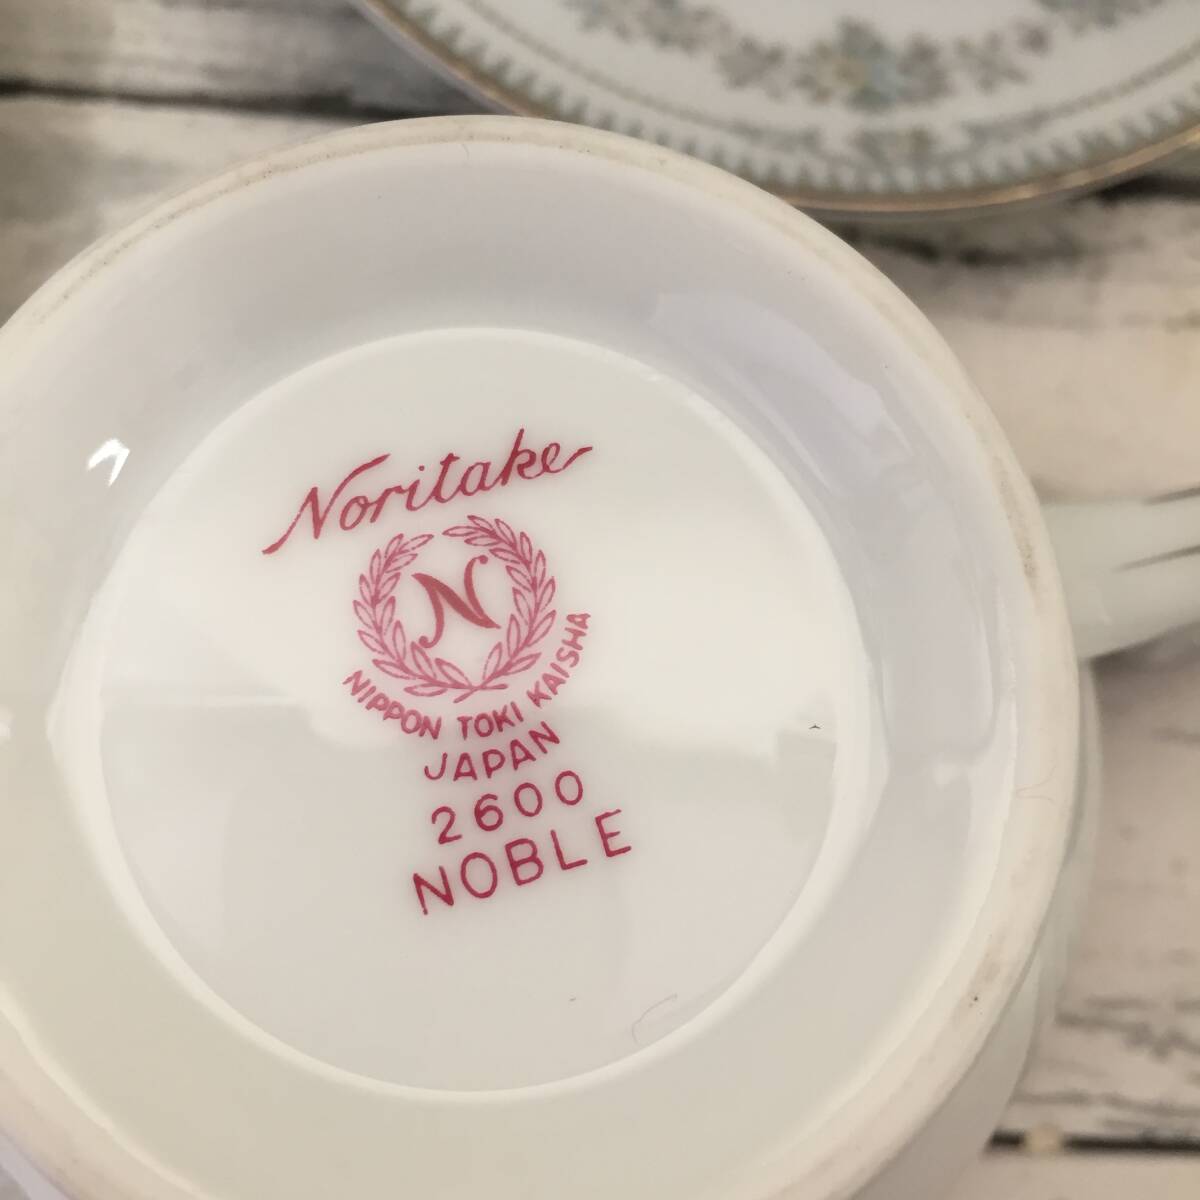 Noritake
N
NIPPON TOKI KAISHA
JAPAN
2600
NOBLE